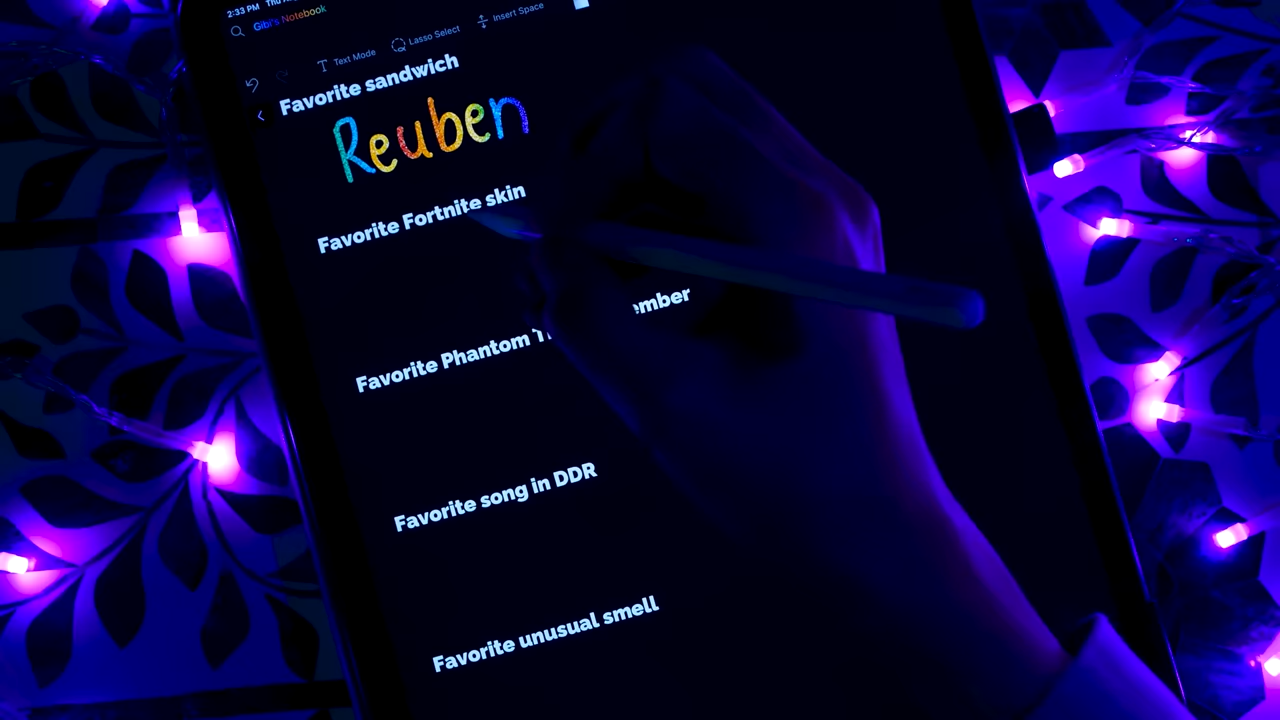 2:33 PM
Gibi's Notebook
Text Mode
Lasso Select
Insert Space
Favorite sandwich
Reuben
Favorite Fortnite skin
Favorite Phantom
Favorite song in DDR
Favorite unusual smell